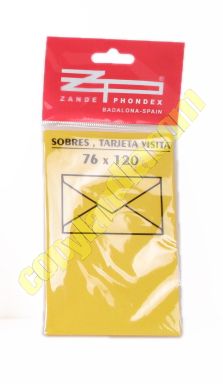 ZP
ZANDE PHONDEX
BADALONA-SPAIN
SOBRES , TARJETA VISITA
76 x 120